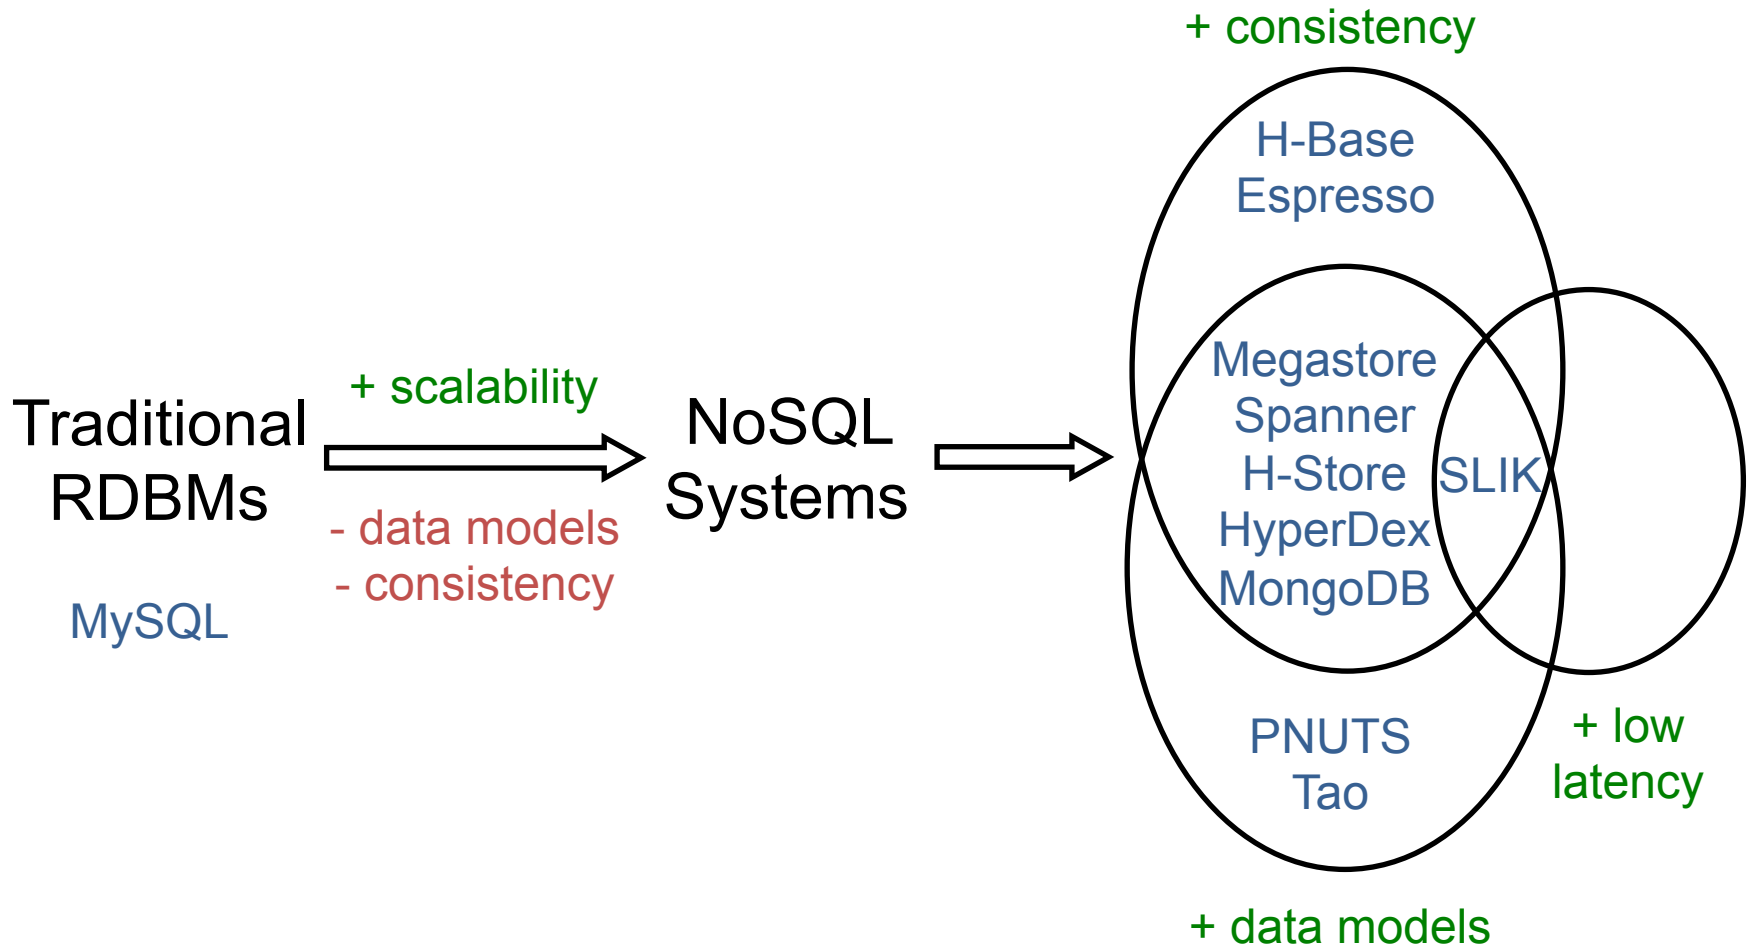 Traditional
RDBMs
MySQL
+ scalability
- data models
- consistency
NoSQL
Systems
+ consistency
H-Base
Espresso
Megastore
Spanner
H-Store
HyperDex
MongoDB
SLIK
PNUTS
Tao
+ low
latency
+ data models